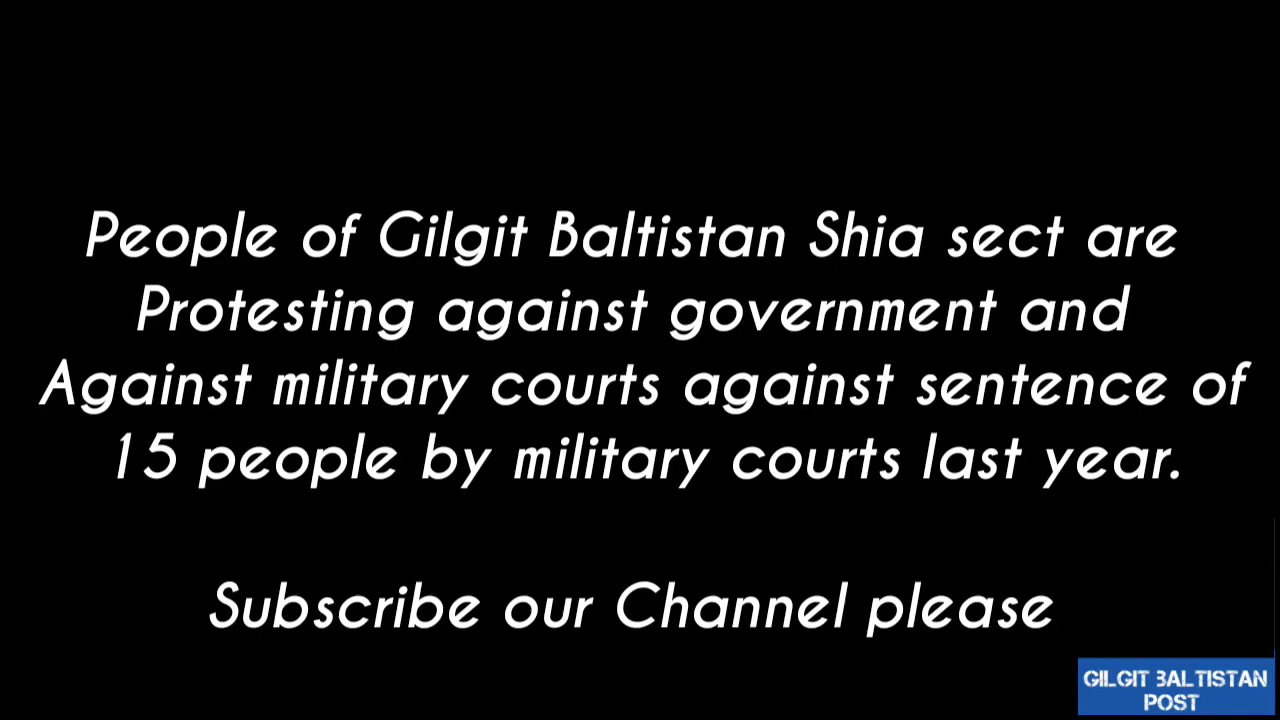 People of Gilgit Baltistan Shia sect are
Protesting against government and
Against military courts against sentence of
15 people by military courts last year.
Subscribe our Channel please
GILGIT BALTISTAN
POST